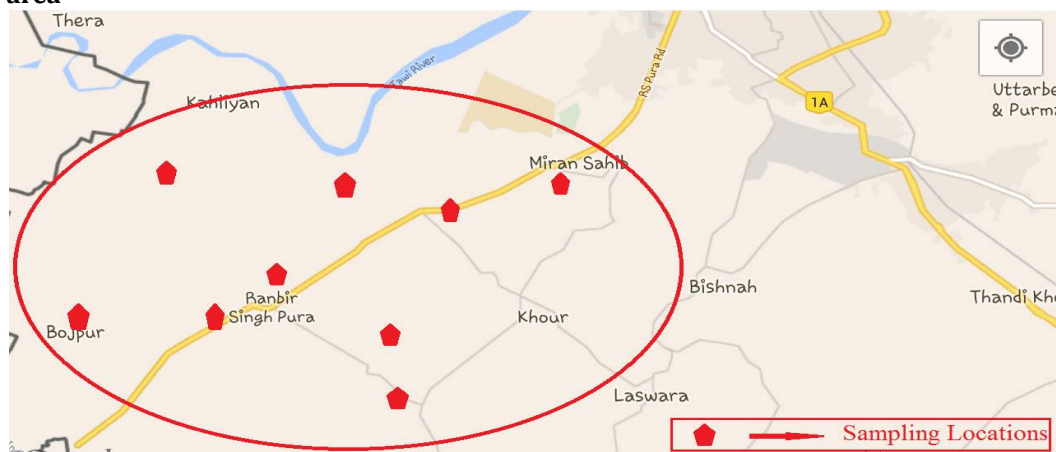 area
Thera
Kahliyan
Tawi River
RS Pura Rd
1A
Uttarbe
& Purma
Miran Sahib
Bishnah
Thandi Kho
Ranbir
Singh Pura
Khour
Bojpur
Laswara
Sampling Locations